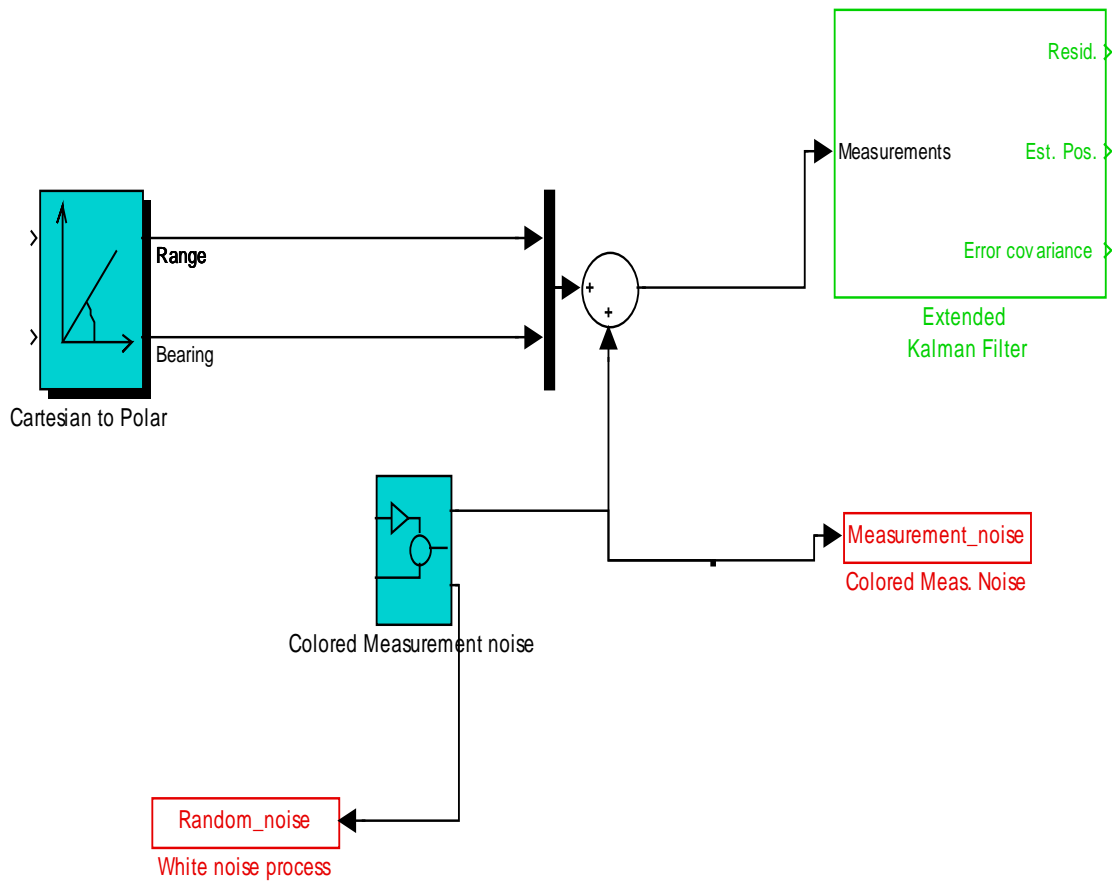 Resid.
Measurements
Est. Pos.
Error covariance
Extended
Kalman Filter
Range
Bearing
Cartesian to Polar
+
+
Colored Measurement noise
Measurement_noise
Colored Meas. Noise
Random_noise
White noise process